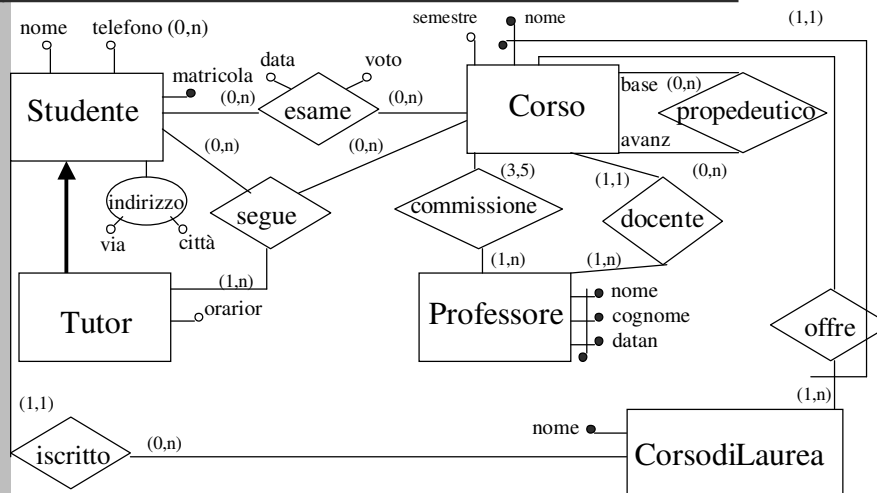 nome telefono (0,n)
semestre nome (1,1)
data voto
matricola
(0,n) (0,n)
Studente
esame
Corso
base (0,n)
propedeutico
avanz
(0,n)
(0,n) (0,n)
(3,5) (1,1)
indirizzo
via città
segue
commissione
docente
(1,n)
(1,n) (1,n)
Tutor
orarior
Professore
nome
cognome
datan
offre
(1,n)
(1,1)
iscritto
(0,n)
nome
CorsodiLaurea